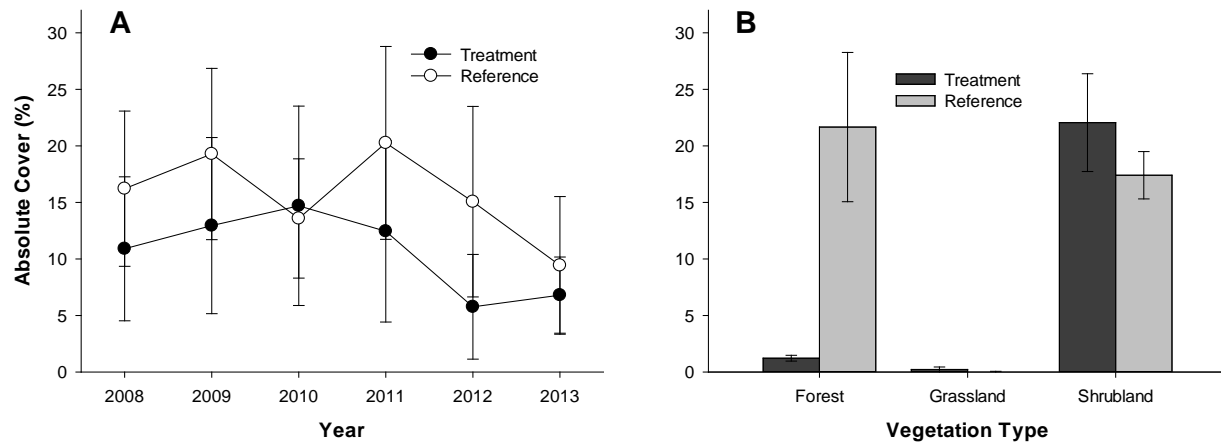 A
30
25
20
15
10
5
0
Absolute Cover (%)
Treatment
Reference
2008 2009 2010 2011 2012 2013
Year
B
30
25
20
15
10
5
0
Treatment
Reference
Forest Grassland Shrubland
Vegetation Type